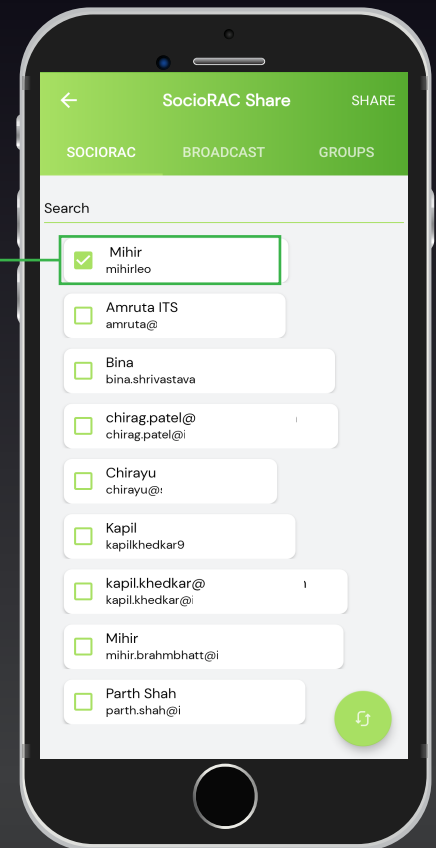 SocioRAC Share
SHARE
SOCIORAC
BROADCAST
GROUPS
Search
Mihir
mihirleo
Amruta ITS
amruta@
Bina
bina.shrivastava
chirag.patel@
chirag.patel@i
Chirayu
chirayu@
Kapil
kapilkhedkar9
kapil.khedkar@
kapil.khedkar@i
Mihir
mihir.brahmbhatt@i
Parth Shah
parth.shah@i